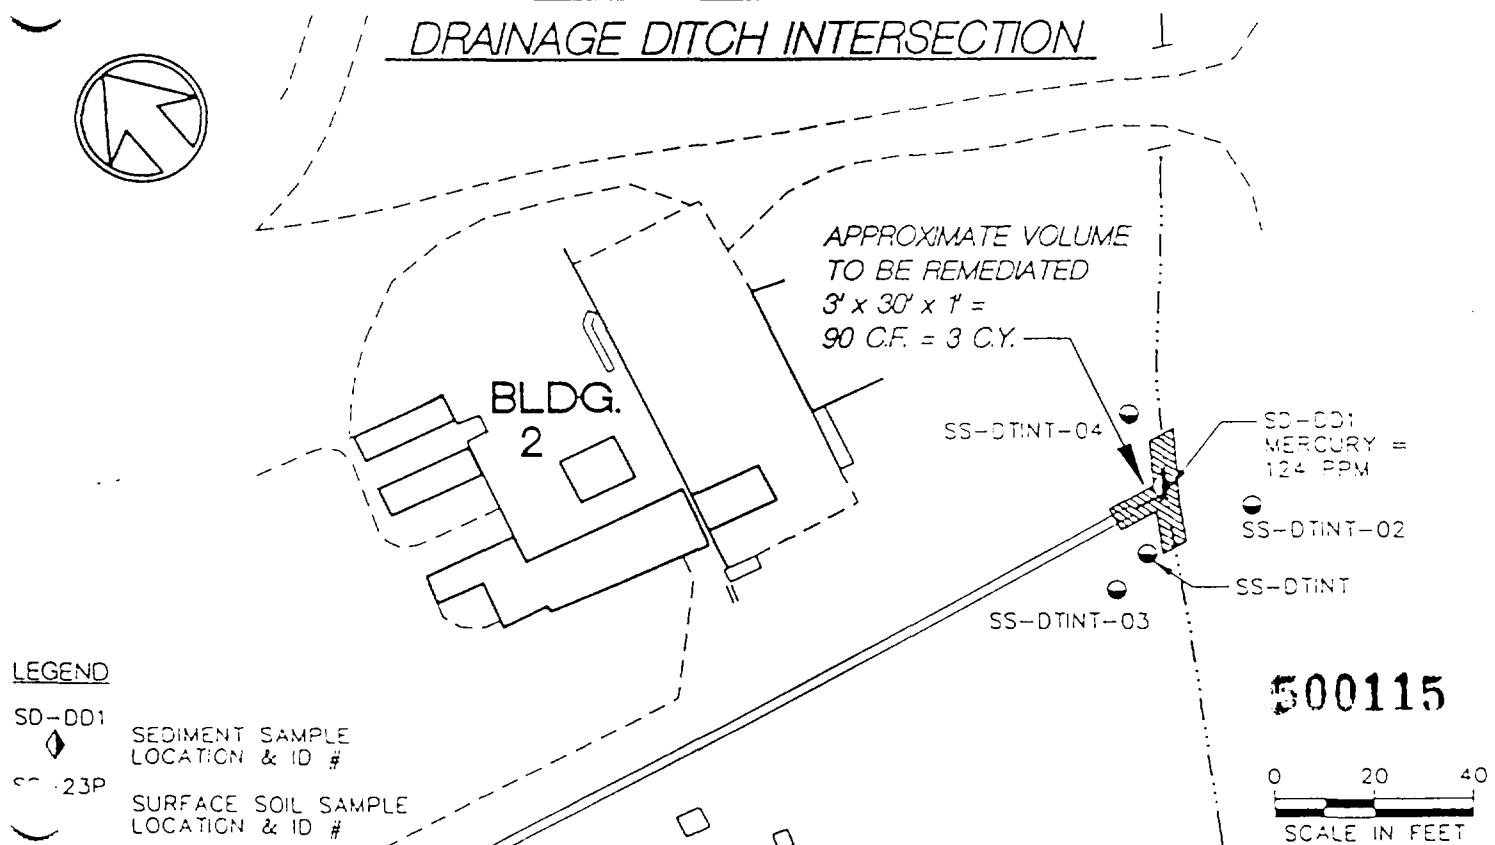 DRAINAGE DITCH INTERSECTION
APPROXIMATE VOLUME
TO BE REMEDIATED
3' x 30' x 1' =
90 C.F. = 3 C.Y.
BLDG.
2
SS-DTINT-04
SD-DD1
MERCURY =
124 PPM
SS-DTINT-02
SS-DTINT
SS-DTINT-03
LEGEND
SD-DD1
SEDIMENT SAMPLE
LOCATION & ID #
-23P
SURFACE SOIL SAMPLE
LOCATION & ID #
500115
0 20 40
SCALE IN FEET